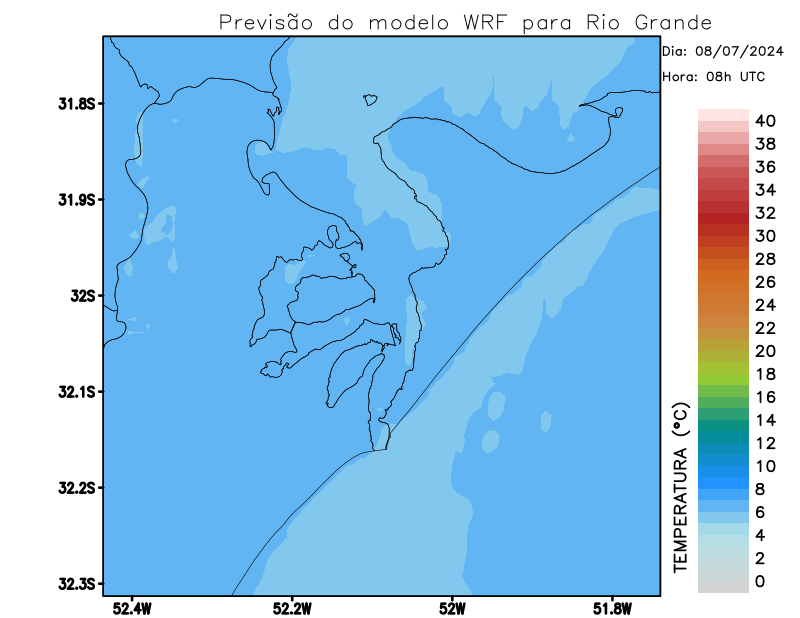 Previsão do modelo WRF para Rio Grande
Dia: 08/07/2024
Hora: 08h UTC
31.8S
31.9S
32S
32.1S
32.2S
32.3S
52.4W
52.2W
52W
51.8W
TEMPERATURA (°C)
40
38
36
34
32
30
28
26
24
22
20
18
16
14
12
10
8
6
4
2
0